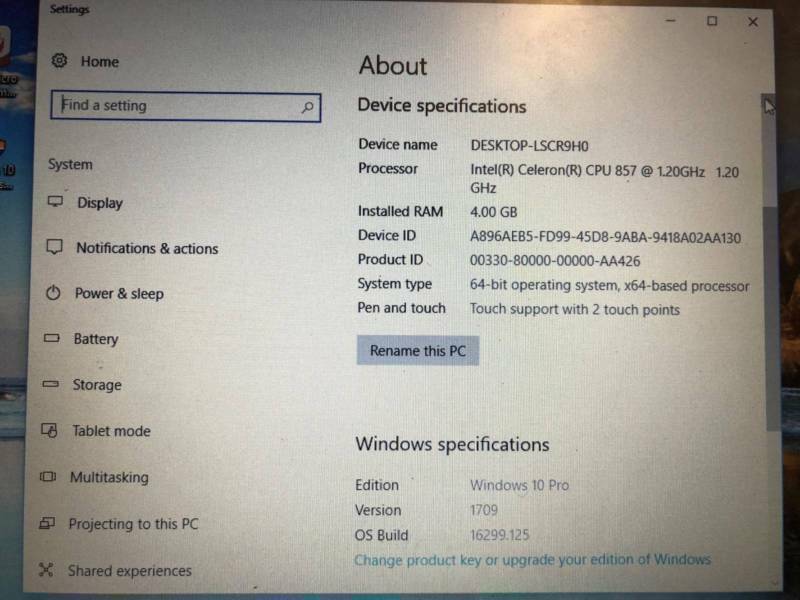 Settings
Home
Find a setting
System
Display
Notifications & actions
Power & sleep
Battery
Storage
Tablet mode
Multitasking
Projecting to this PC
Shared experiences
About
Device specifications
Device name DESKTOP-LSCR9H0
Processor Intel(R) Celeron(R) CPU 857 @ 1.20GHz 1.20
GHz
Installed RAM 4.00 GB
Device ID A896AEB5-FD99-45D8-9ABA-9418A02AA130
Product ID 00330-80000-00000-AA426
System type 64-bit operating system, x64-based processor
Pen and touch Touch support with 2 touch points
Rename this PC
Windows specifications
Edition Windows 10 Pro
Version 1709
OS Build 16299.125
Change product key or upgrade your edition of Windows